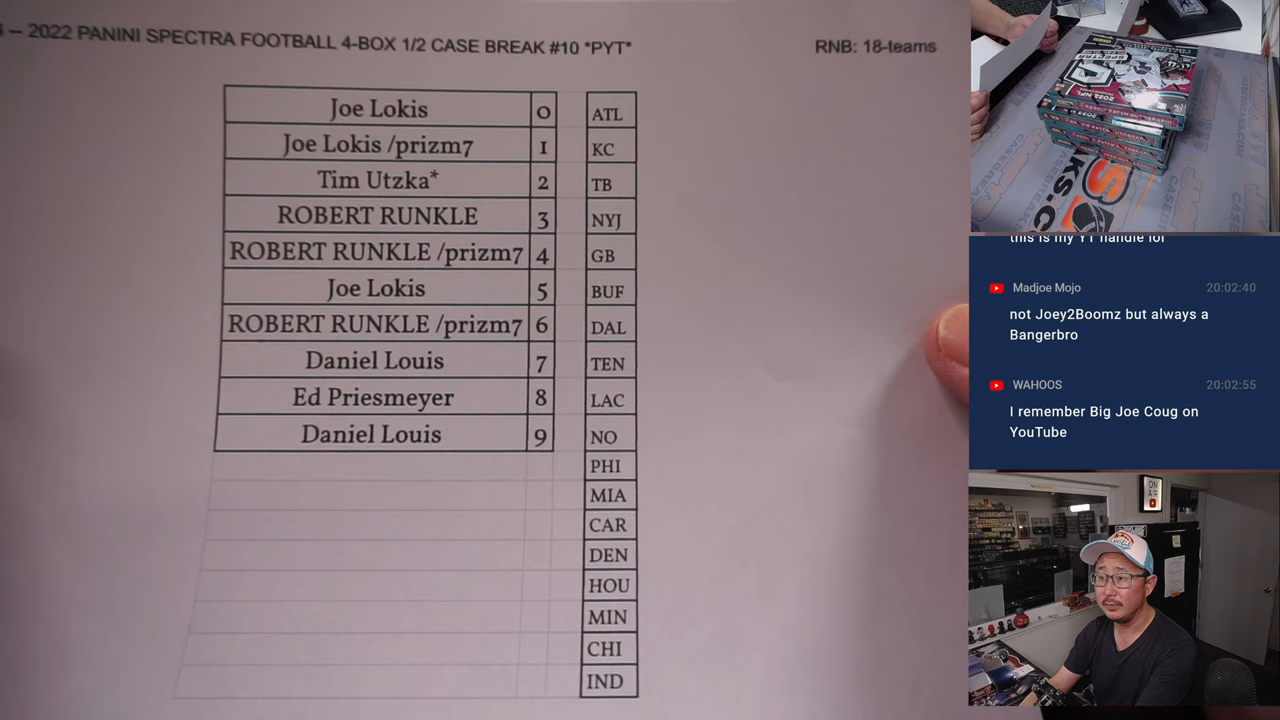 – 2022 PANINI SPECTRA FOOTBALL 4-BOX 1/2 CASE BREAK #10 *PYT*
RNB: 18-teams
Joe Lokis 0 ATL
Joe Lokis /prizm7 1 KC
Tim Utzka* 2 TB
ROBERT RUNKLE 3 NYJ
ROBERT RUNKLE /prizm7 4 GB
Joe Lokis 5 BUF
ROBERT RUNKLE /prizm7 6 DAL
Daniel Louis 7 TEN
Ed Priesmeyer 8 LAC
Daniel Louis 9 NO
PHI
MIA
CAR
DEN
HOU
MIN
CHI
IND
SPECTRA
this is my YT handle lol
Madjoe Mojo 20:02:40
not Joey2Boomz but always a
Bangerbro
WAHOOS 20:02:55
I remember Big Joe Coug on
YouTube
ON
AIR